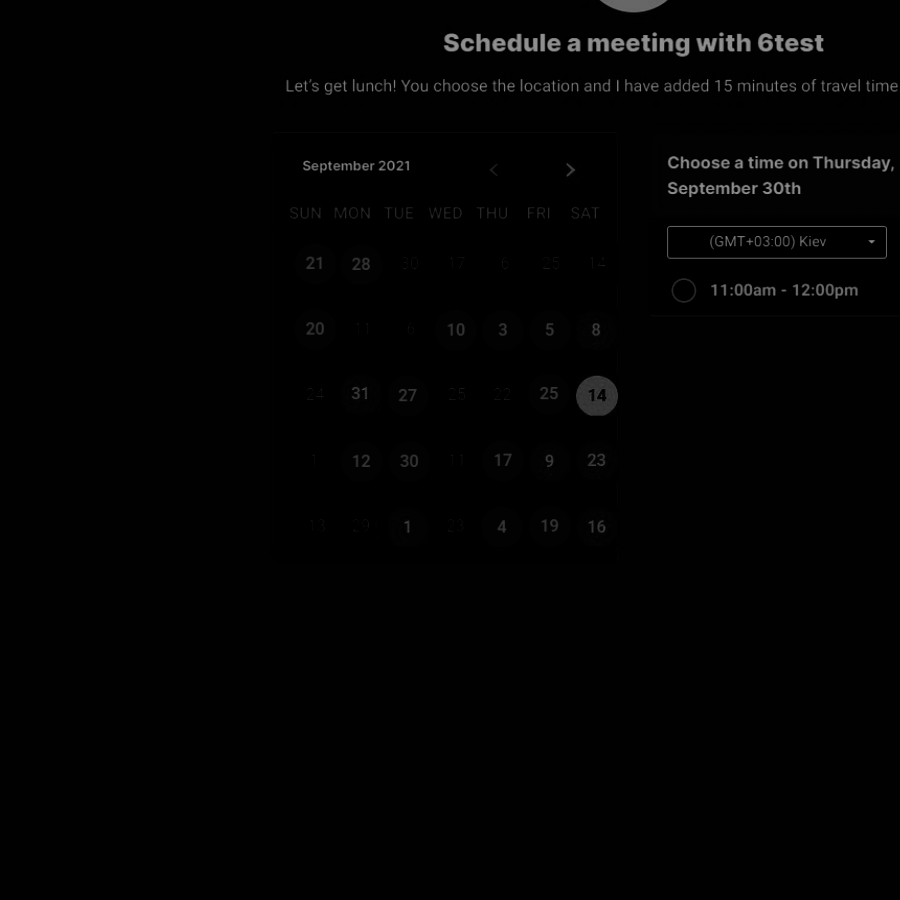 Schedule a meeting with 6test
Let's get lunch! You choose the location and I have added 15 minutes of travel time
September 2021
SUN MON TUE WED THU FRI SAT
21 28 30 17 6 25 14
20 11 6 10 3 5 8
24 31 27 25 22 25 14
1 12 30 11 17 9 23
13 29 1 23 4 19 16
Choose a time on Thursday,
September 30th
(GMT+03:00) Kiev
11:00am - 12:00pm